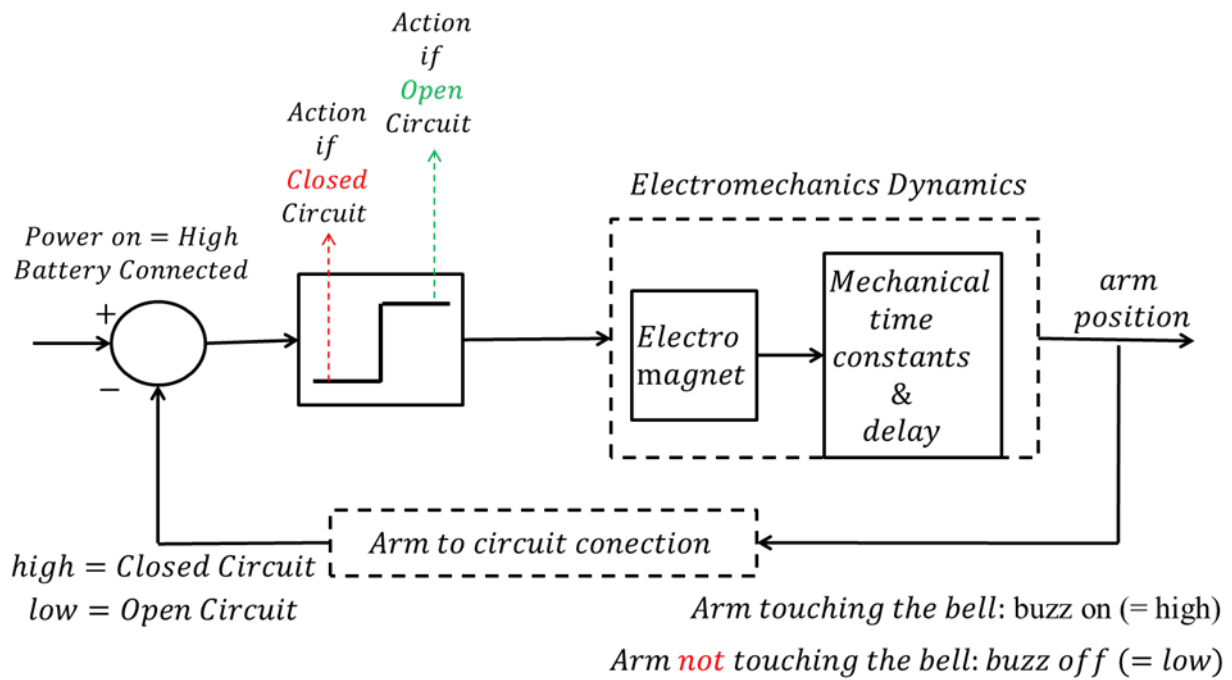 Action
if
Open
Circuit
Action
if
Closed
Circuit
Power on = High
Battery Connected
+
−
Electromechanics Dynamics
Electro
magnet
Mechanical
time
constants
&
delay
arm
position
Arm to circuit conection
high = Closed Circuit
low = Open Circuit
Arm touching the bell: buzz on (= high)
Arm not touching the bell: buzz off (= low)